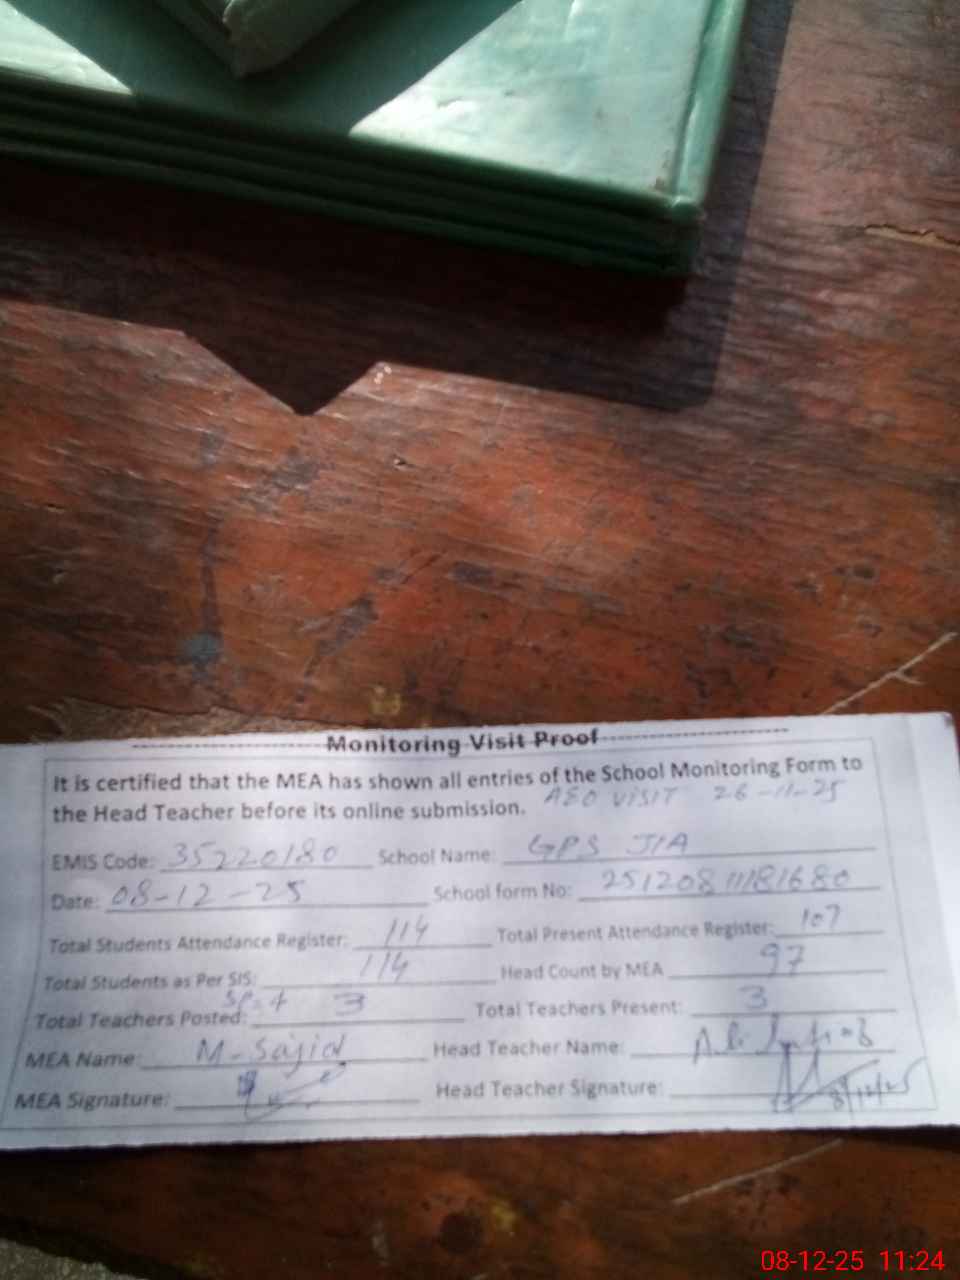 Monitoring Visit Proof
It is certified that the MEA has shown all entries of the School Monitoring Form to
the Head Teacher before its online submission. AEO VISIT 26-11-25
EMIS Code: 35220180 School Name: GPS JIA
Date: 08-12-25 School form No:
Total Students Attendance Register: 114 Total Present Attendance Register: 107
Total Students as Per SIS: 114 Head Count by MEA 97
Total Teachers Posted: 3 Total Teachers Present: 3
MEA Name: M-Sajid Head Teacher Name:
MEA Signature: Head Teacher Signature: 8/12/25
08-12-25 11:24